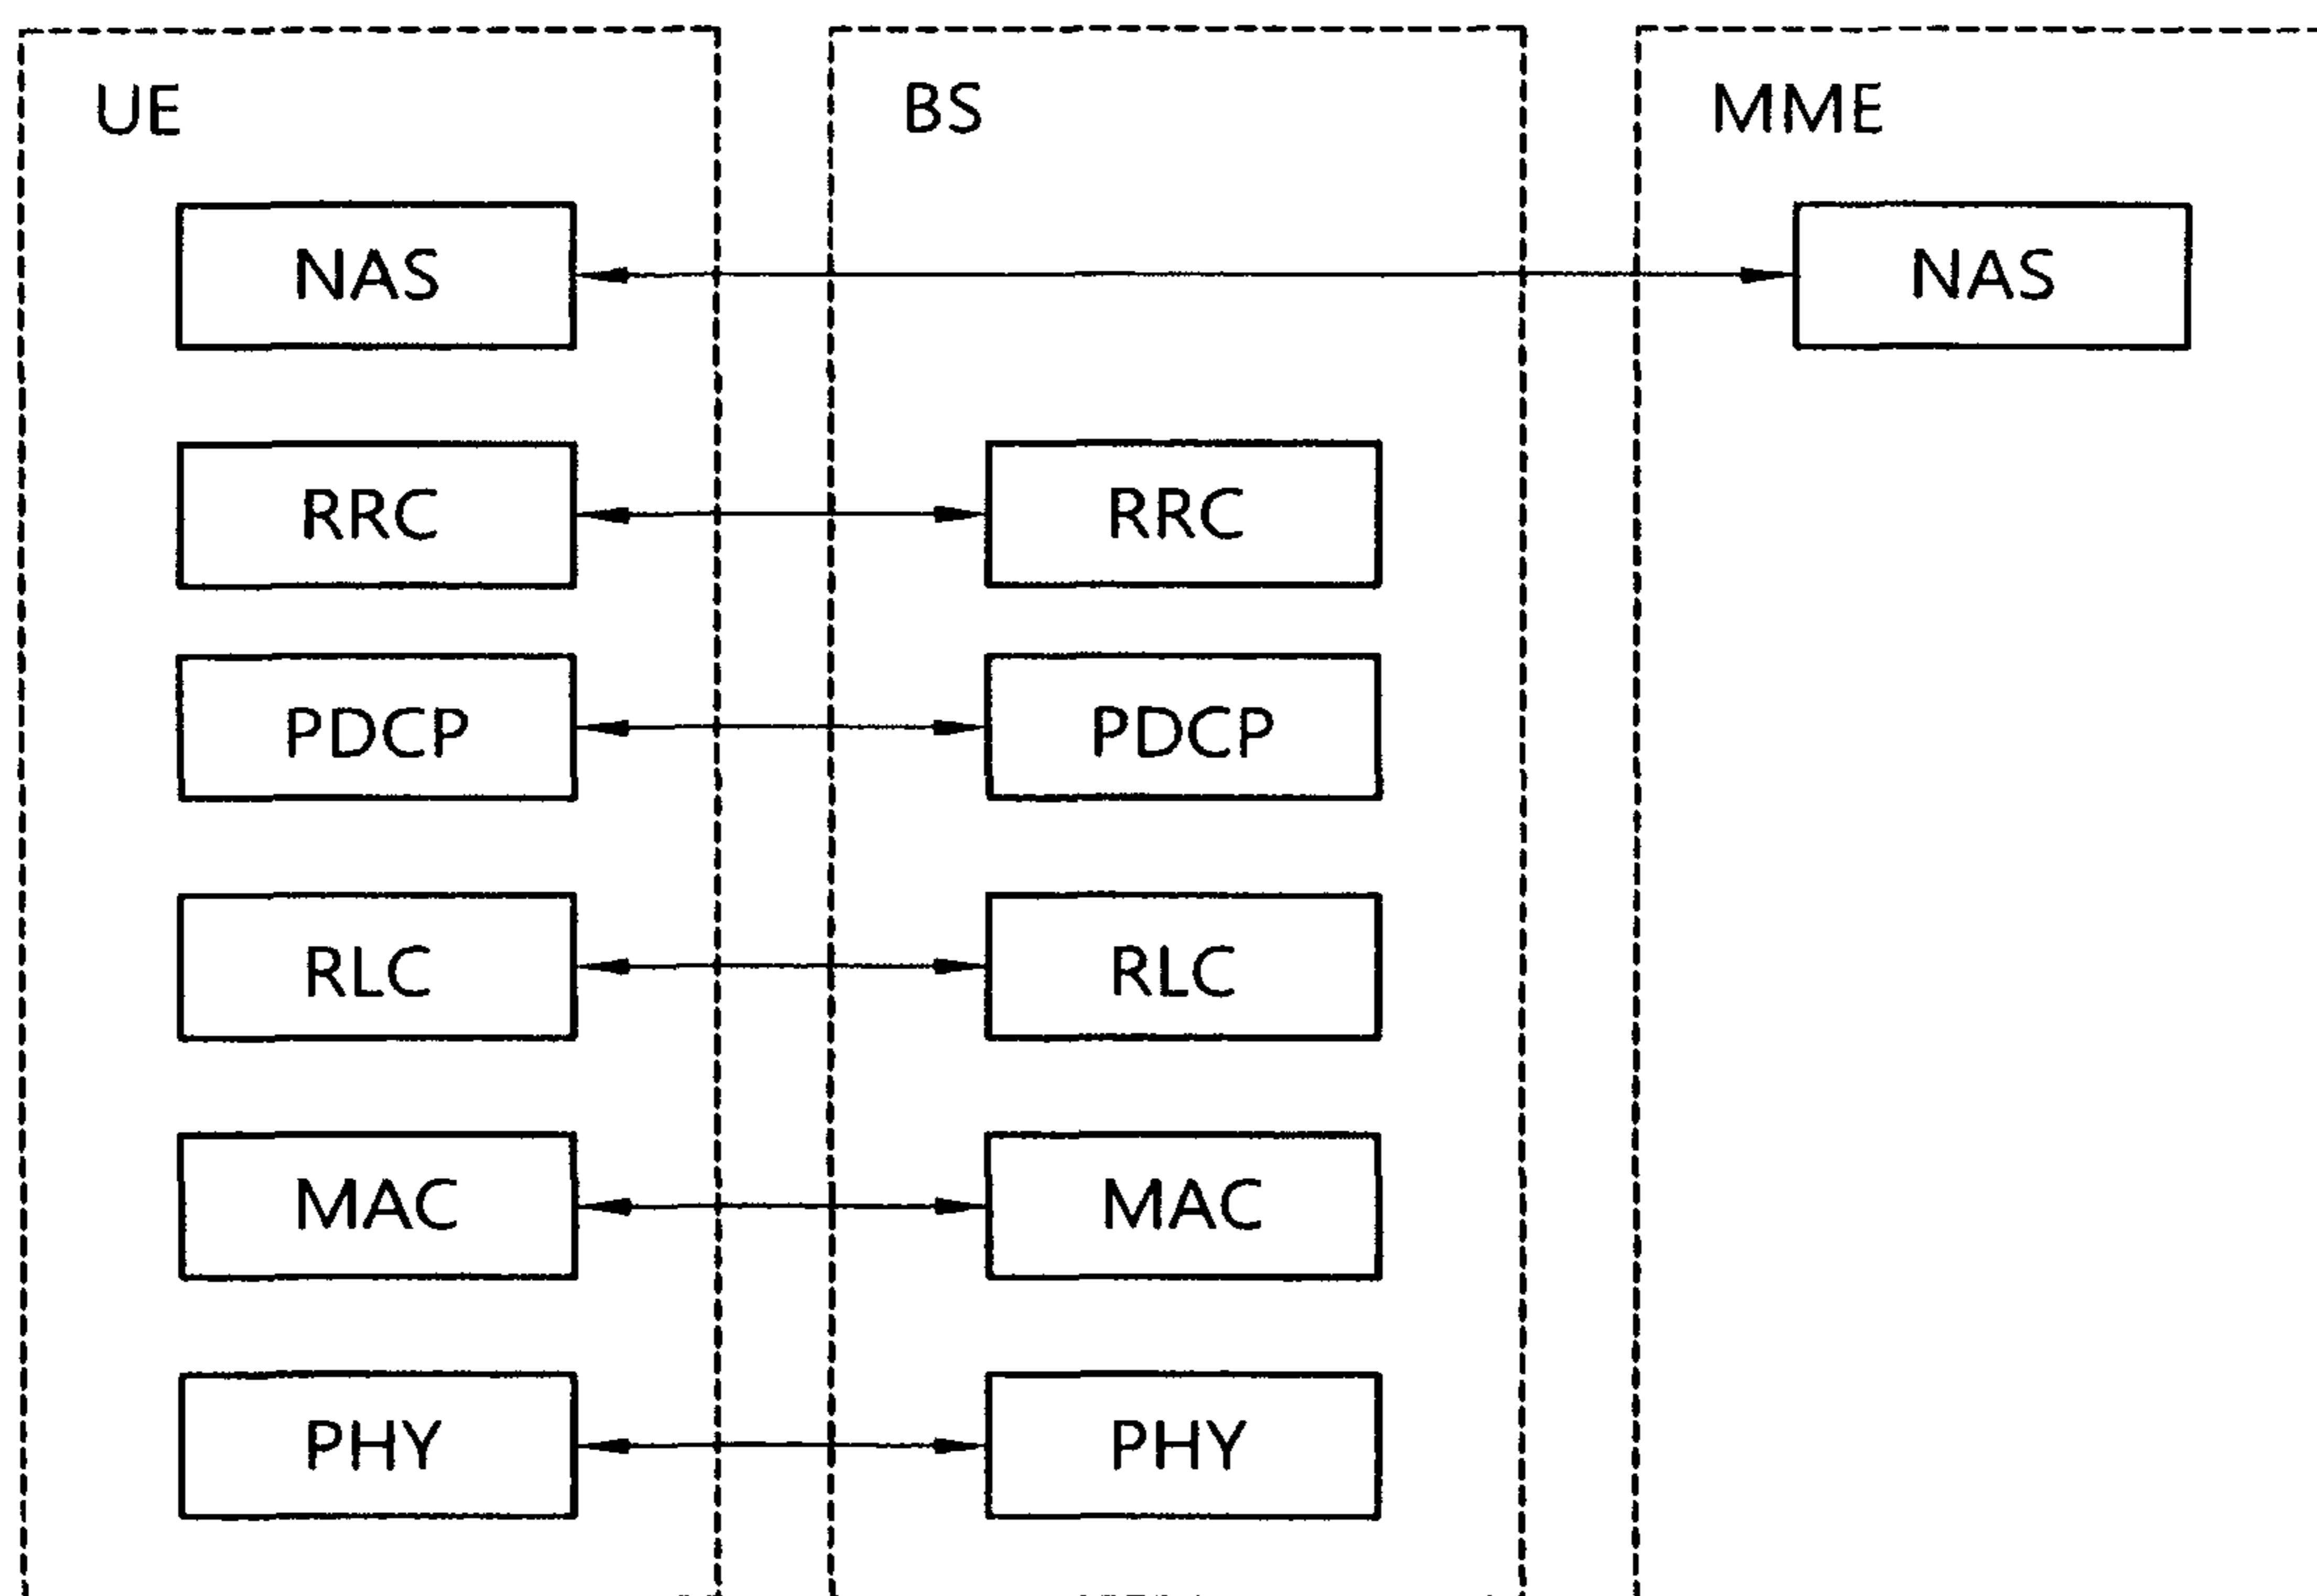 UE BS MME
NAS NAS
RRC RRC
PDCP PDCP
RLC RLC
MAC MAC
PHY PHY